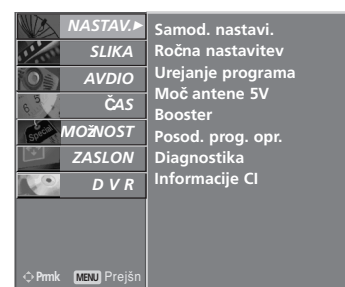 NASTAV.►
SLIKA
AVDIO
ČAS
MOŽNOST
ZASLON
D V R
Samod. nastavi.
Ročna nastavitev
Urejanje programa
Moč antene 5V
Booster
Posod. prog. opr.
Diagnostika
Informacije CI
Prmk MENU Prejšn